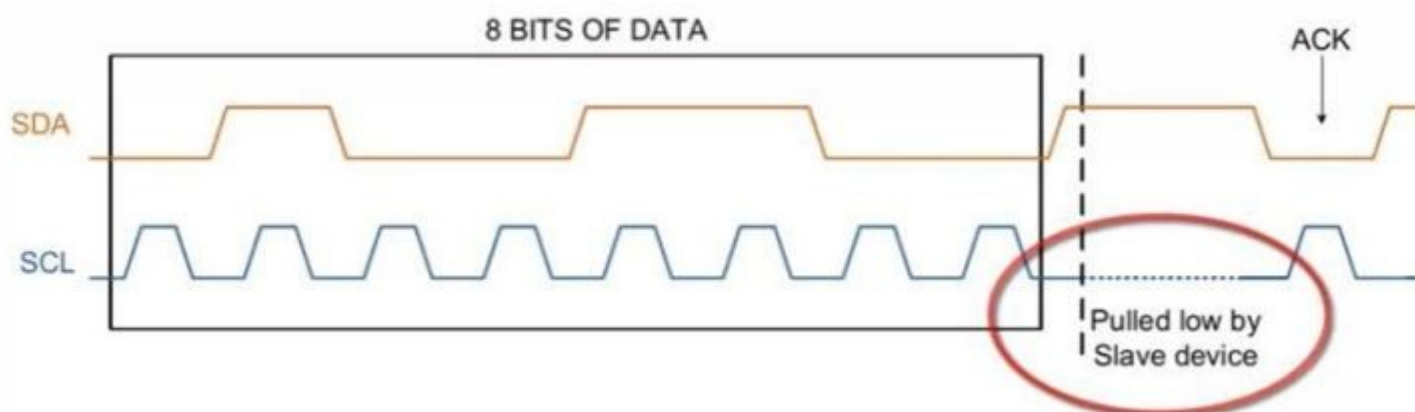 8 BITS OF DATA
ACK
SDA
SCL
Pulled low by
Slave device